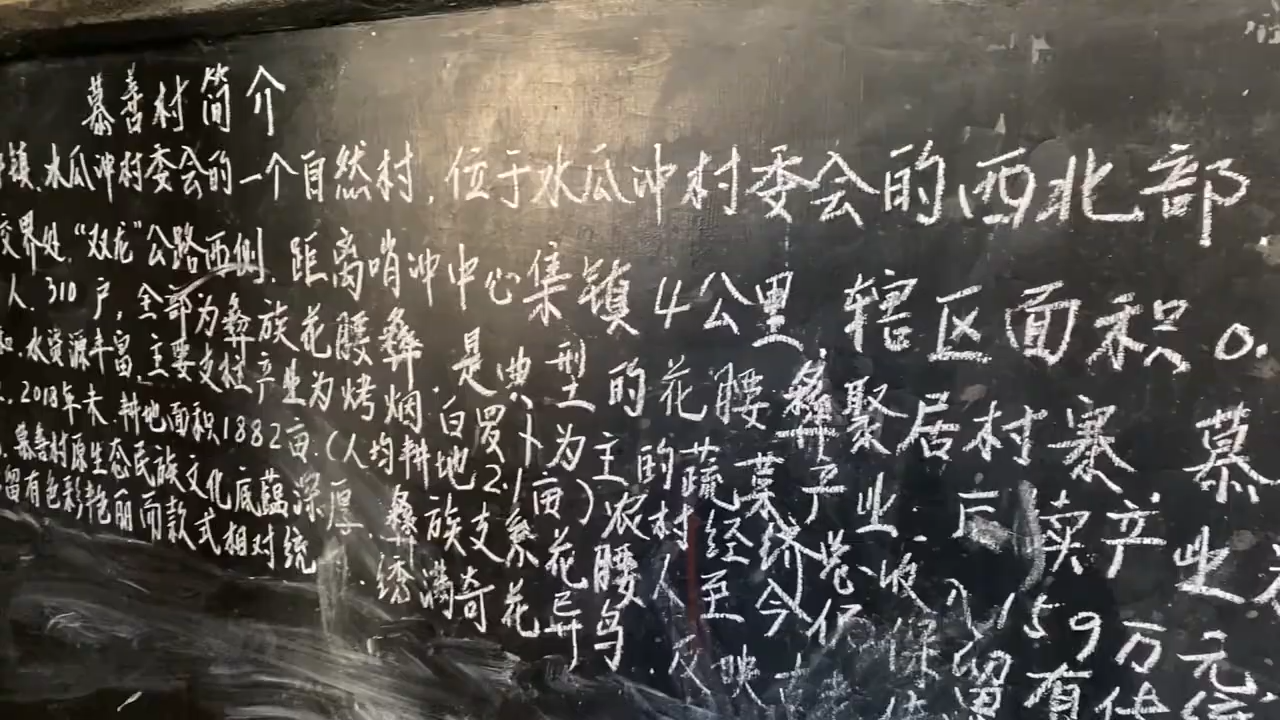 慕善村简介
镇.水瓜冲村委会的一个自然村,位于水瓜冲村委会的西北部
交界处."双龙"公路西侧.距离哨冲中心集镇4公里.辖区面积0.
人.310户,全部为彝族花腰彝.是典型的花腰彝聚居村寨.慕
水资源丰富.主要支柱产业为烤烟.白罗卜为主的蔬菜产业.卖产业
2018年末.耕地面积1882亩.(人均耕地2.1亩)农村经济总收入159万元
慕善村原生态民族文化底蕴深厚.彝族支系花腰人至今仍保留有传
留有色彩艳丽而款式相对统.绣满奇花异鸟.反映